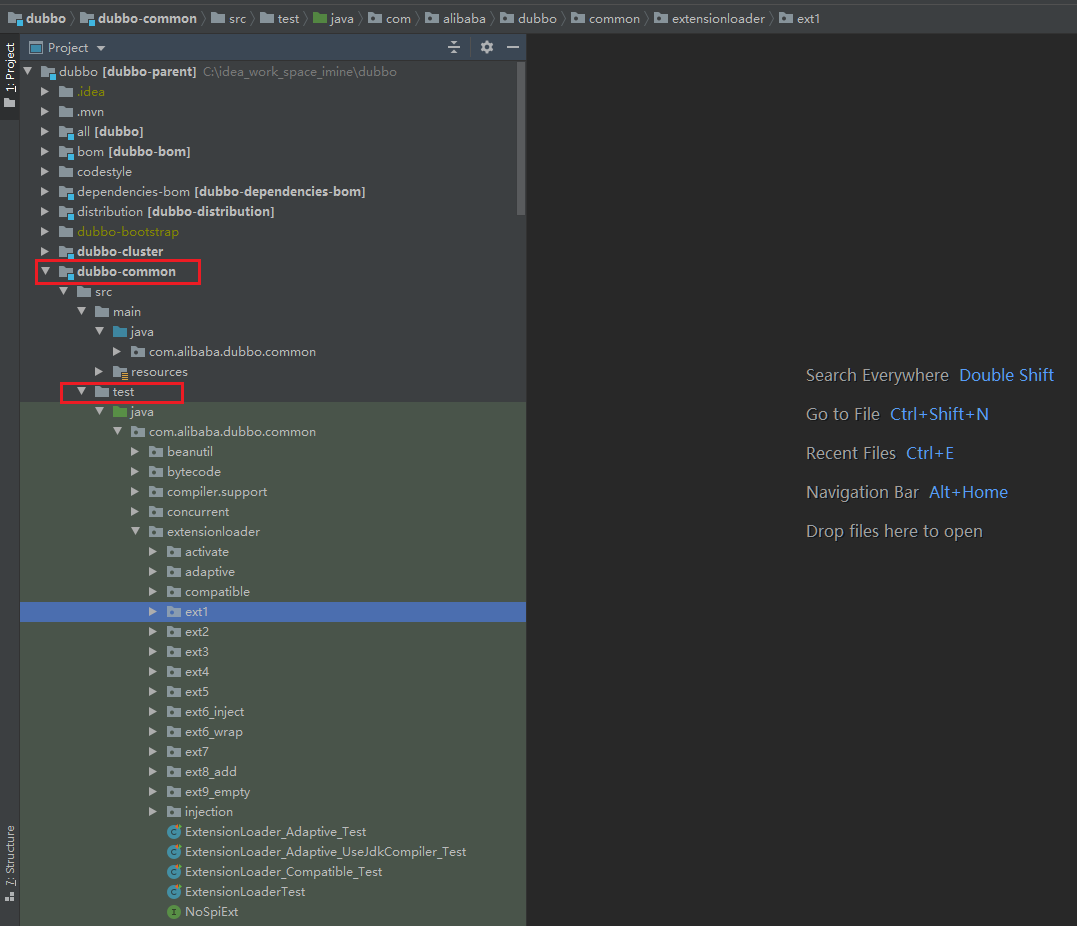 dubbo dubbo-common src test java com alibaba dubbo common extensionloader ext1
1: Project
Project
dubbo [dubbo-parent] C:\idea_work_space_imine\dubbo
.idea
.mvn
all [dubbo]
bom [dubbo-bom]
codestyle
dependencies-bom [dubbo-dependencies-bom]
distribution [dubbo-distribution]
dubbo-bootstrap
dubbo-cluster
dubbo-common
src
main
java
com.alibaba.dubbo.common
resources
test
java
com.alibaba.dubbo.common
beanutil
bytecode
compiler.support
concurrent
extensionloader
activate
adaptive
compatible
ext1
ext2
ext3
ext4
ext5
ext6_inject
ext6_wrap
ext7
ext8_add
ext9_empty
injection
ExtensionLoader_Adaptive_Test
ExtensionLoader_Adaptive_UseJdkCompiler_Test
ExtensionLoader_Compatible_Test
ExtensionLoaderTest
NoSpiExt
7: Structure
Search Everywhere Double Shift
Go to File Ctrl+Shift+N
Recent Files Ctrl+E
Navigation Bar Alt+Home
Drop files here to open